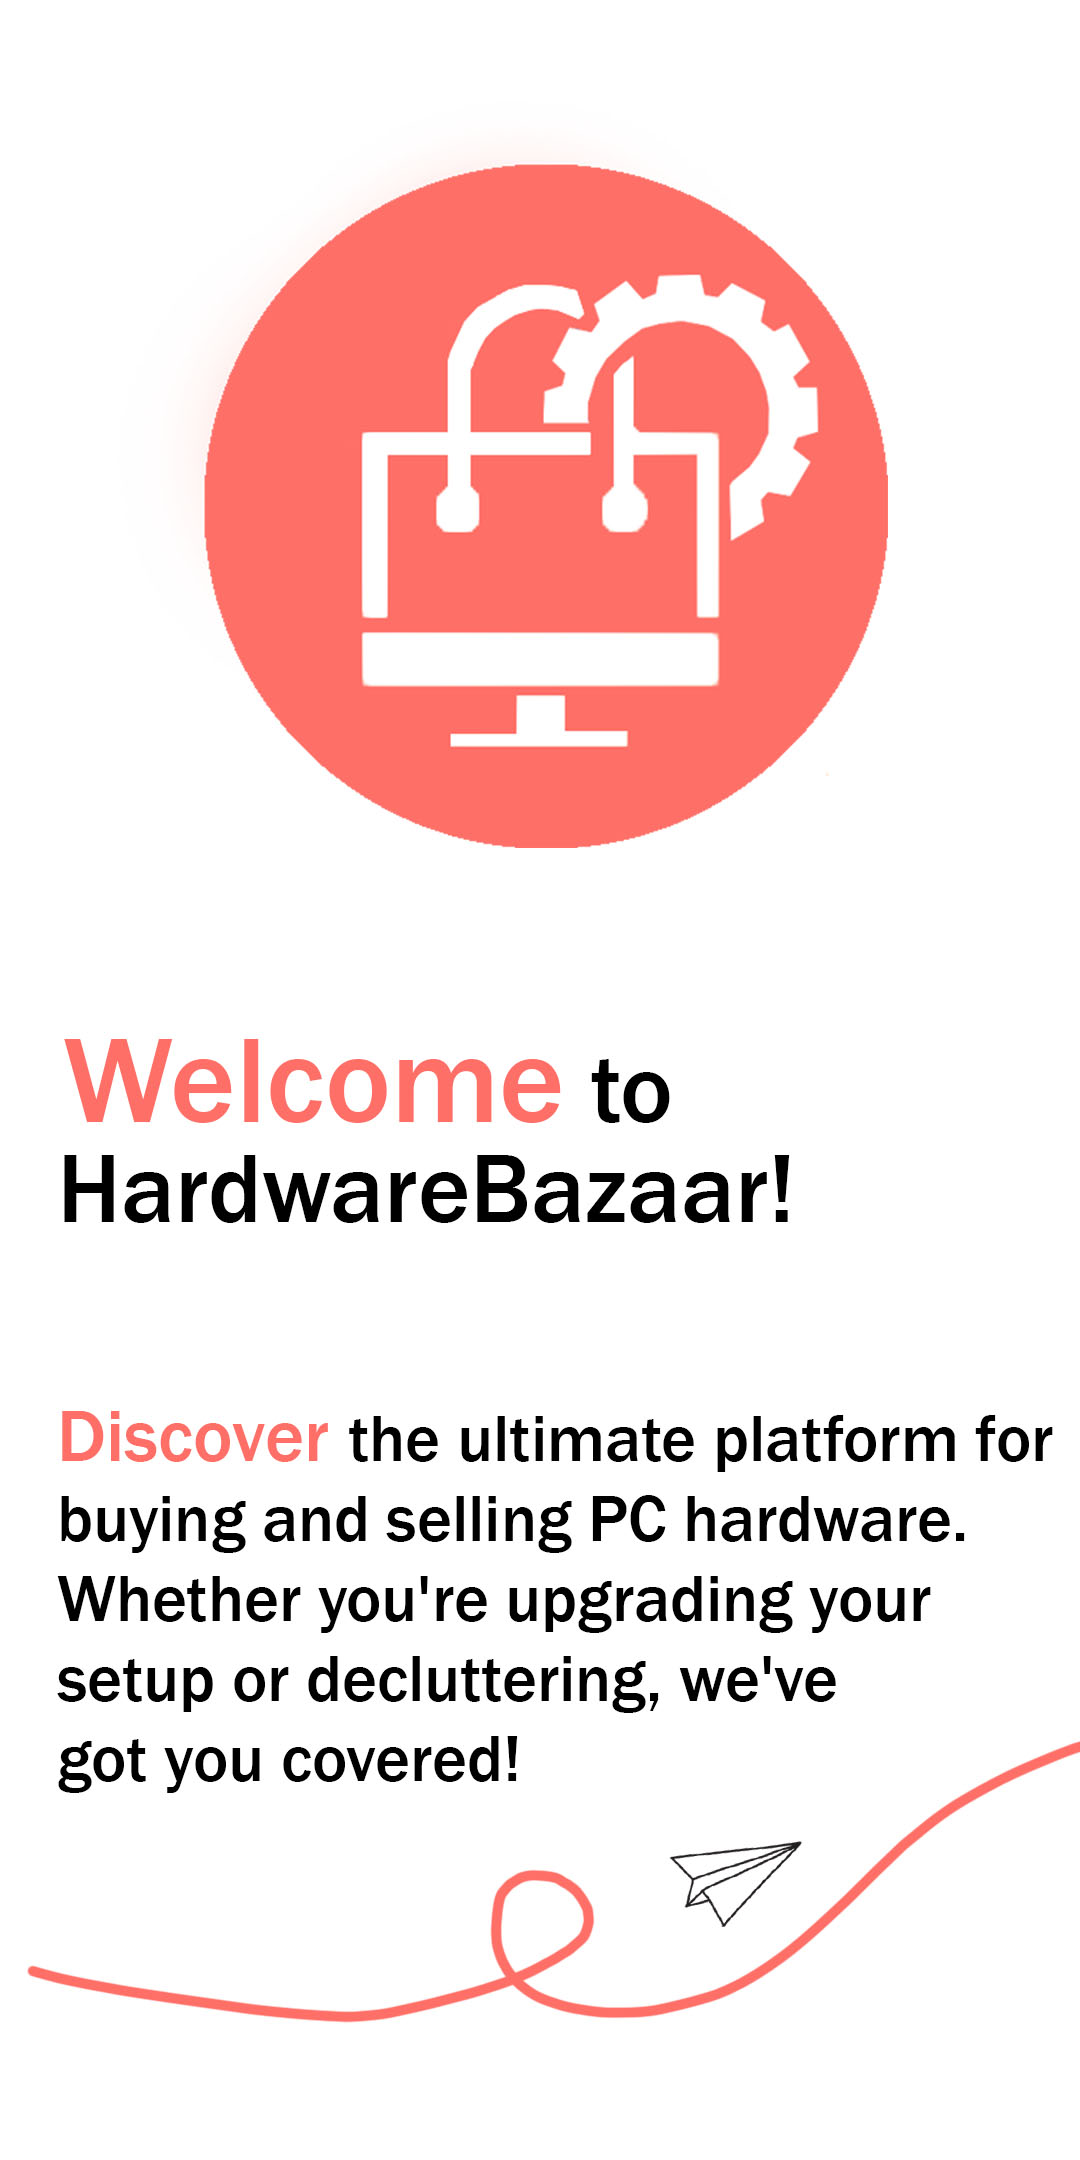 Welcome to
HardwareBazaar!
Discover the ultimate platform for
buying and selling PC hardware.
Whether you're upgrading your
setup or decluttering, we've
got you covered!